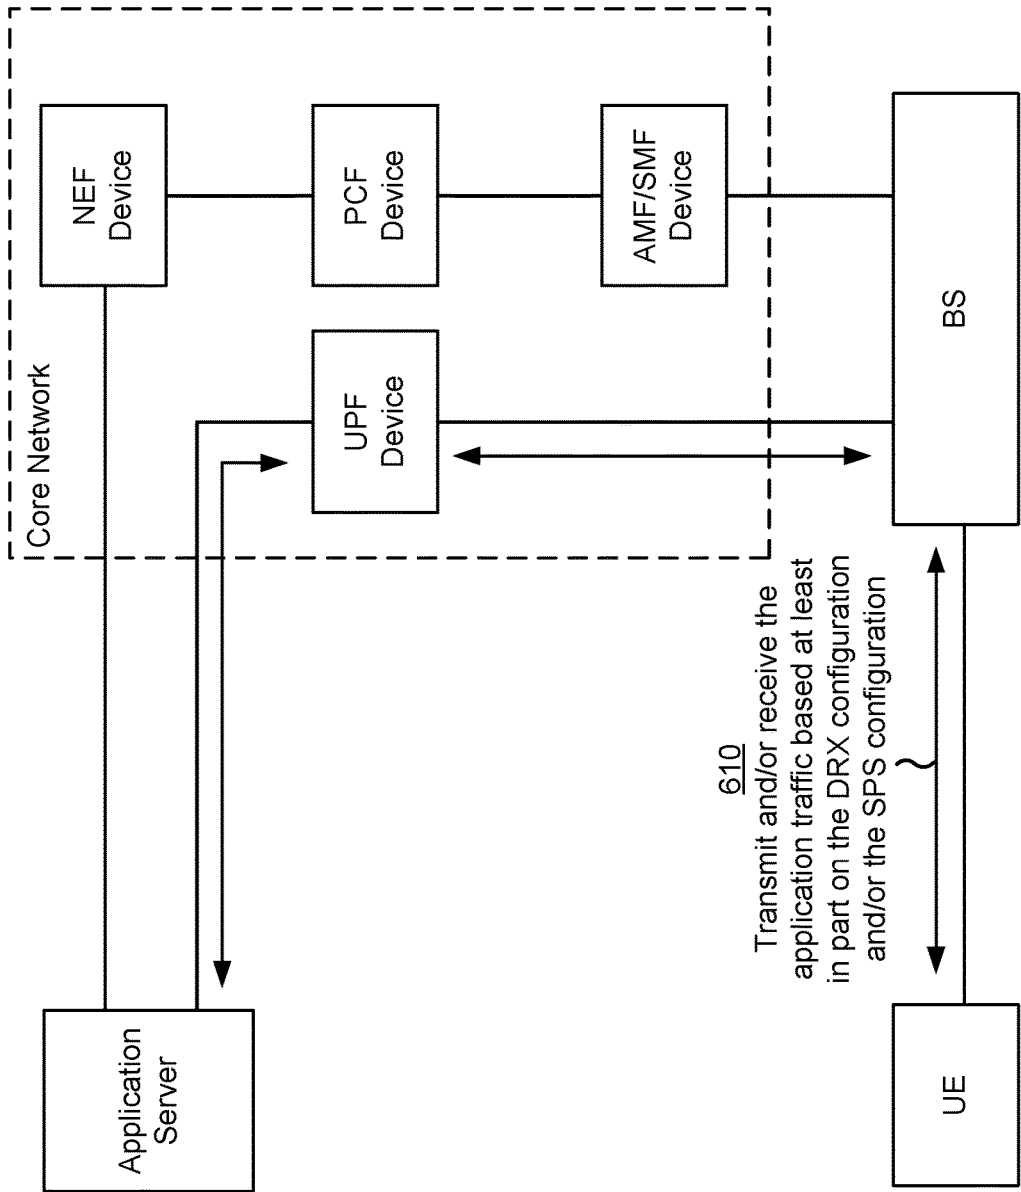 Core Network
NEF
Device
PCF
Device
AMF/SMF
Device
UPF
Device
Application
Server
BS
UE
610
Transmit and/or receive the
application traffic based at least
in part on the DRX configuration
and/or the SPS configuration